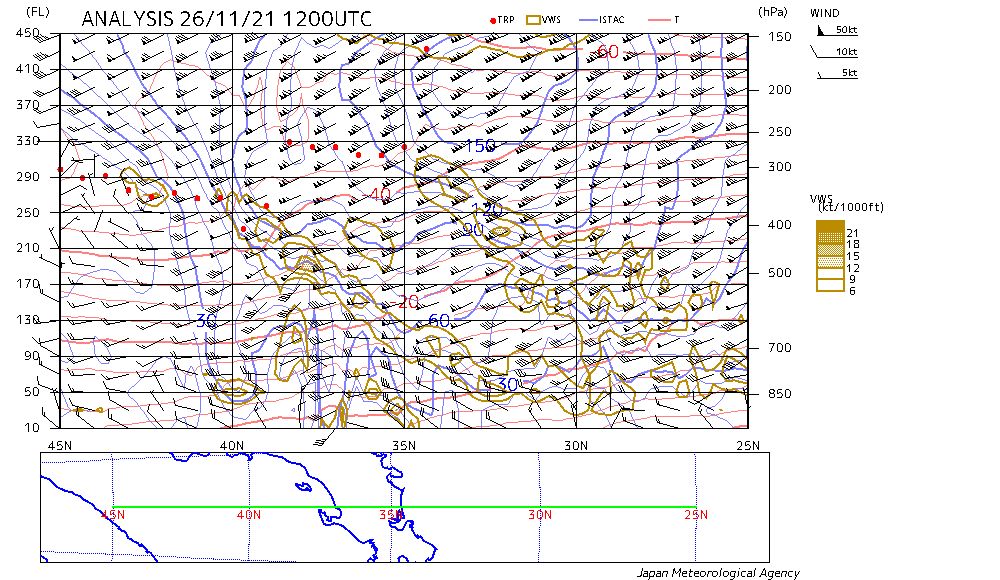 (FL) ANALYSIS 26/11/21 1200UTC TRP VWS ISTAC T (hPa) WIND
450 150 50kt
410 10kt
200 5kt
370
330 250
290 300
250 400
210
170 500
130
90 700
50 850
10
-60
-150
-40
120
90
-20
30 60
30
VWS
(kt/1000ft)
21
18
15
12
9
6
45N 40N 35N 30N 25N
45N 40N 35N 30N 25N
Japan Meteorological Agency